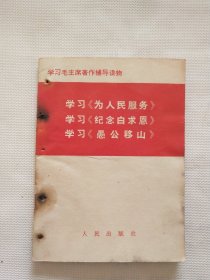 学习毛主席著作辅导读物
学习《为人民服务》
学习《纪念白求恩》
学习《愚公移山》
人民出版社